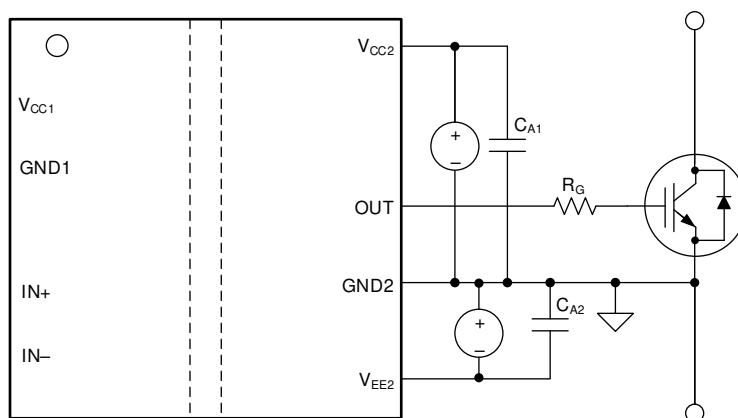 VCC2
VCC1
+
–
CA1
GND1
RG
OUT
GND2
IN+
+
–
CA2
IN–
VEE2